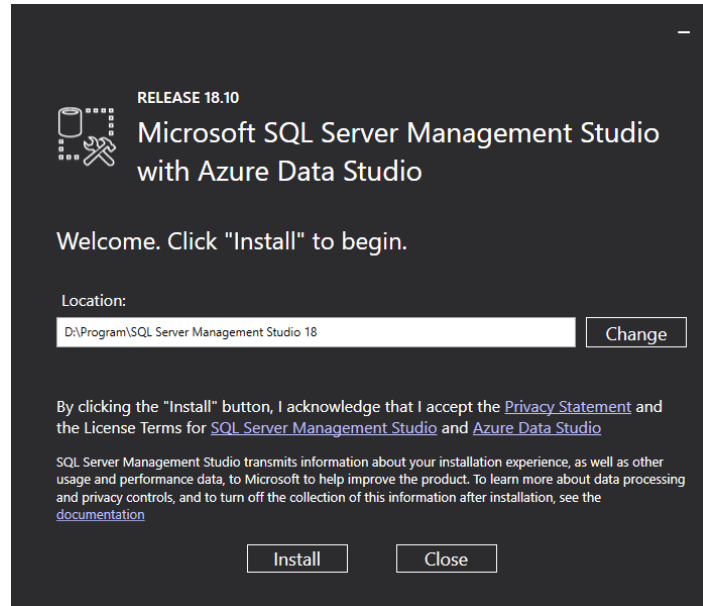 RELEASE 18.10
Microsoft SQL Server Management Studio
with Azure Data Studio
Welcome. Click "Install" to begin.
Location:
D:\Program\SQL Server Management Studio 18
Change
By clicking the "Install" button, I acknowledge that I accept the Privacy Statement and
the License Terms for SQL Server Management Studio and Azure Data Studio
SQL Server Management Studio transmits information about your installation experience, as well as other
usage and performance data, to Microsoft to help improve the product. To learn more about data processing
and privacy controls, and to turn off the collection of this information after installation, see the
documentation
Install Close